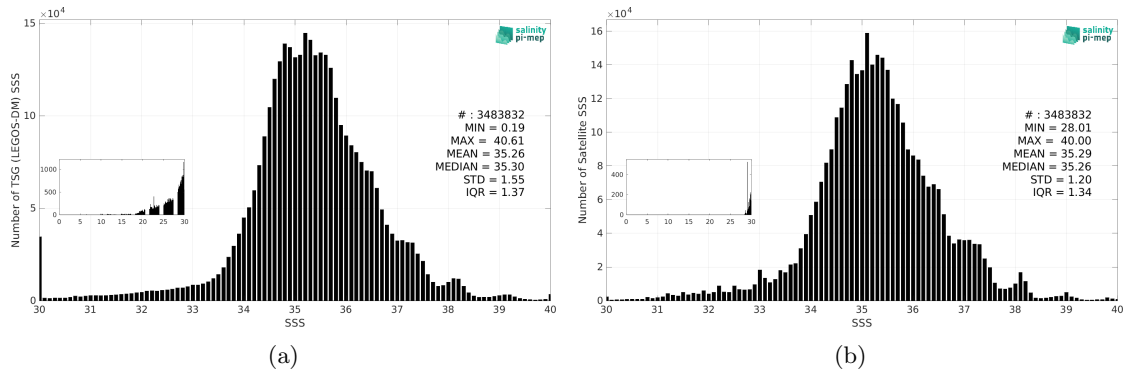 15 ×10⁴
Number of TSG (LEGOS-DM) SSS
10
5
0
salinity
pi-mep
# : 3483832
MIN = 0.19
MAX = 40.61
MEAN = 35.26
MEDIAN = 35.30
STD = 1.55
IQR = 1.37
1000
500
0
0 5 10 15 20 25 30
30 31 32 33 34 35 36 37 38 39 40
SSS
(a)
×10⁴
16
14
12
10
8
6
4
2
0
Number of Satellite SSS
salinity
pi-mep
# : 3483832
MIN = 28.01
MAX = 40.00
MEAN = 35.29
MEDIAN = 35.26
STD = 1.20
IQR = 1.34
400
200
0
0 5 10 15 20 25 30
30 31 32 33 34 35 36 37 38 39 40
SSS
(b)